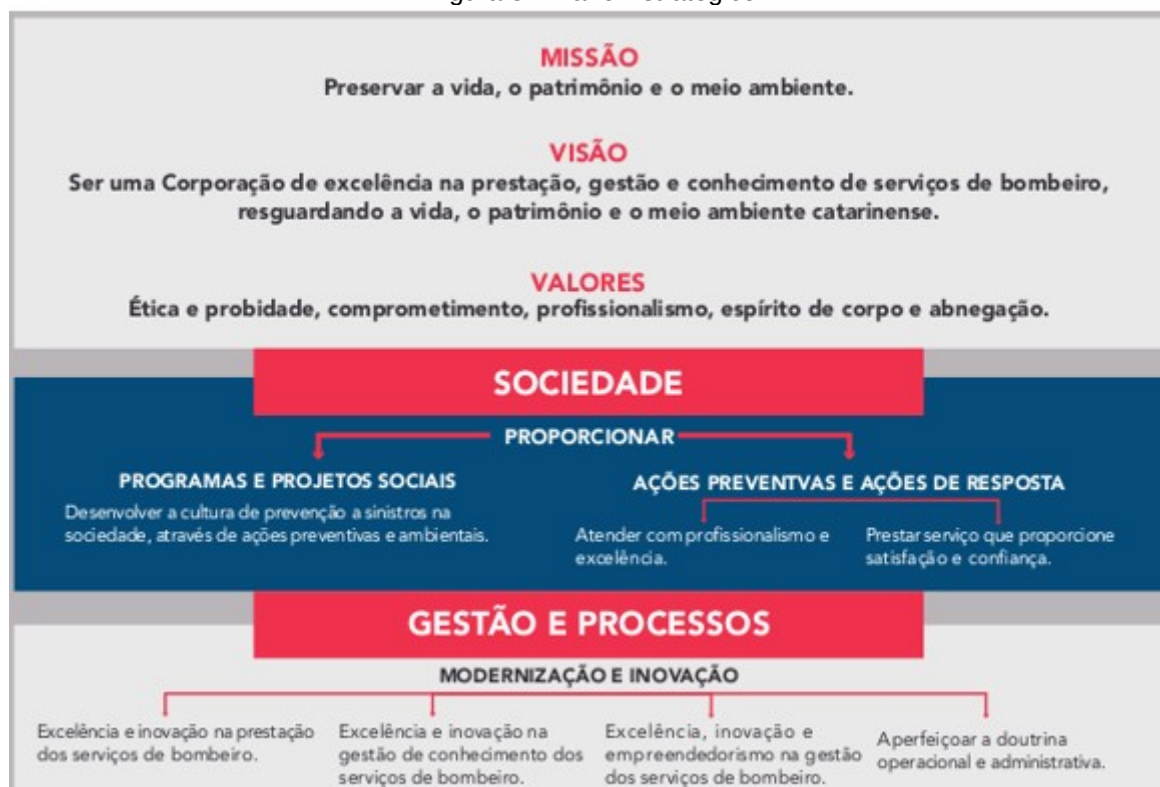 MISSÃO
Preservar a vida, o patrimônio e o meio ambiente.
VISÃO
Ser uma Corporação de excelência na prestação, gestão e conhecimento de serviços de bombeiro,
resguardando a vida, o patrimônio e o meio ambiente catarinense.
VALORES
Ética e probidade, comprometimento, profissionalismo, espírito de corpo e abnegação.
SOCIEDADE
PROPORCIONAR
PROGRAMAS E PROJETOS SOCIAIS
Desenvolver a cultura de prevenção a sinistros na
sociedade, através de ações preventivas e ambientais.
AÇÕES PREVENTVAS E AÇÕES DE RESPOSTA
Atender com profissionalismo e
excelência.
Prestar serviço que proporcione
satisfação e confiança.
GESTÃO E PROCESSOS
MODERNIZAÇÃO E INOVAÇÃO
Excelência e inovação na prestação
dos serviços de bombeiro.
Excelência e inovação na
gestão de conhecimento dos
serviços de bombeiro.
Excelência, inovação e
empreendedorismo na gestão
dos serviços de bombeiro.
Aperfeiçoar a doutrina
operacional e administrativa.